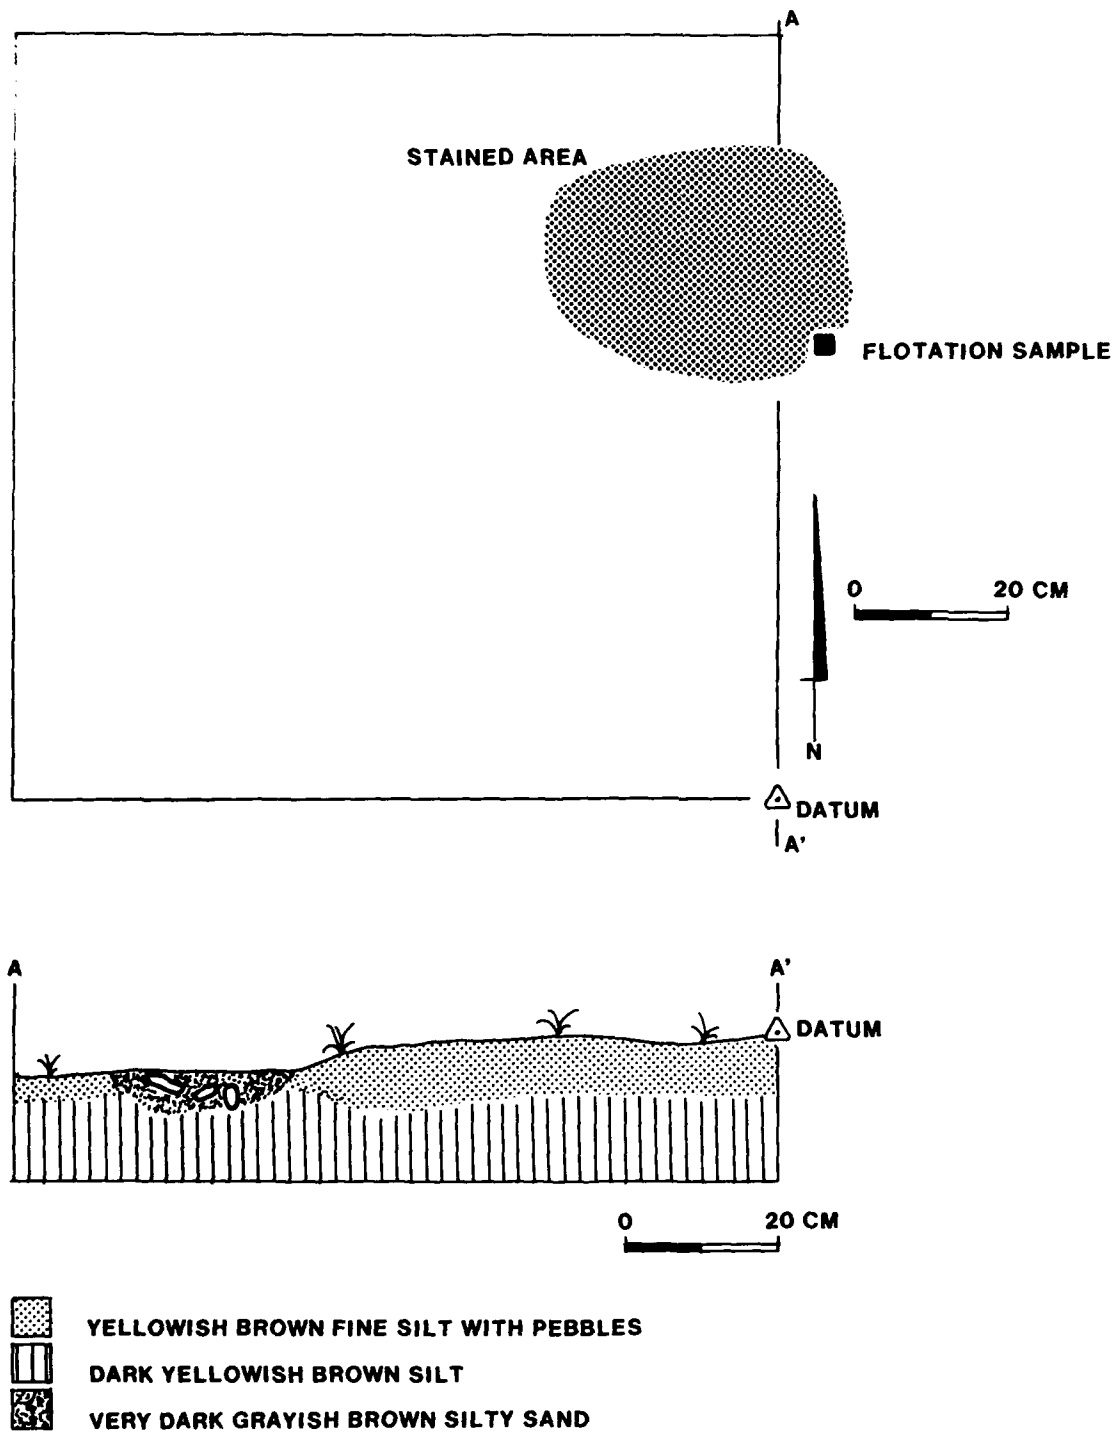 A
STAINED AREA
FLOTATION SAMPLE
0 20 CM
N
DATUM
A'
A A'
DATUM
0 20 CM
YELLOWISH BROWN FINE SILT WITH PEBBLES
DARK YELLOWISH BROWN SILT
VERY DARK GRAYISH BROWN SILTY SAND